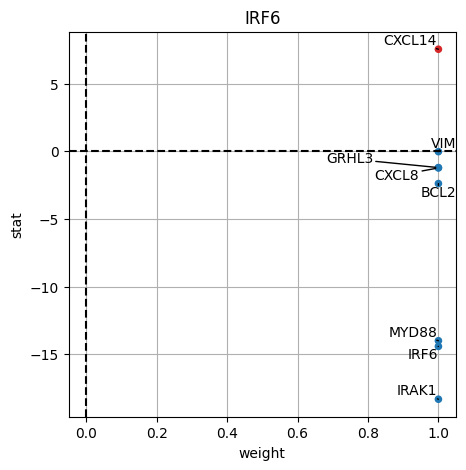 IRF6
CXCL14
VIM
GRHL3
CXCL8
BCL2
MYD88
IRF6
IRAK1
5
0
−5
−10
−15
stat
0.0 0.2 0.4 0.6 0.8 1.0
weight